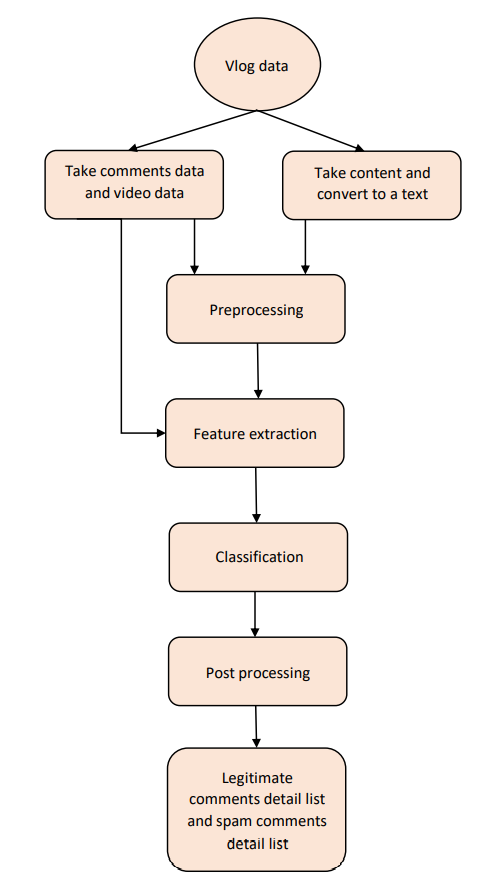 Vlog data
Take comments data
and video data
Take content and
convert to a text
Preprocessing
Feature extraction
Classification
Post processing
Legitimate
comments detail list
and spam comments
detail list